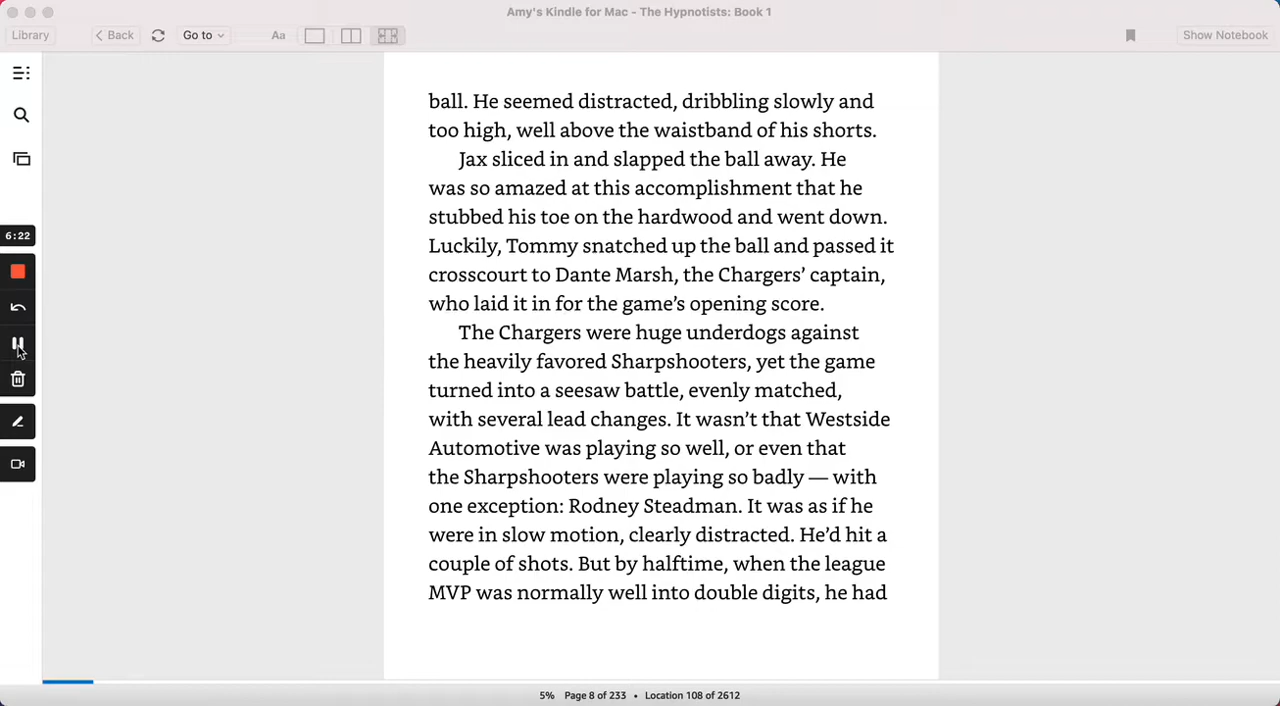 Amy's Kindle for Mac - The Hypnotists: Book 1
Library
Back
Go to
Aa
Show Notebook
ball. He seemed distracted, dribbling slowly and
too high, well above the waistband of his shorts.
Jax sliced in and slapped the ball away. He
was so amazed at this accomplishment that he
stubbed his toe on the hardwood and went down.
Luckily, Tommy snatched up the ball and passed it
crosscourt to Dante Marsh, the Chargers’ captain,
who laid it in for the game’s opening score.
The Chargers were huge underdogs against
the heavily favored Sharpshooters, yet the game
turned into a seesaw battle, evenly matched,
with several lead changes. It wasn’t that Westside
Automotive was playing so well, or even that
the Sharpshooters were playing so badly — with
one exception: Rodney Steadman. It was as if he
were in slow motion, clearly distracted. He’d hit a
couple of shots. But by halftime, when the league
MVP was normally well into double digits, he had
6:22
5% Page 8 of 233 • Location 108 of 2612